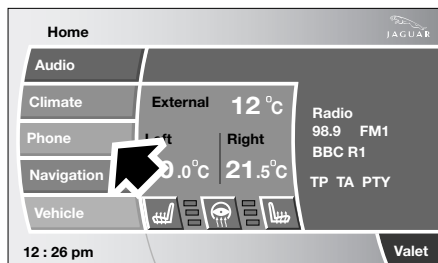 Home
JAGUAR
Audio
Climate
Phone
Navigation
Vehicle
External 12 °C
Right
.0°C 21.5°C
Radio
98.9 FM1
BBC R1
TP TA PTY
12 : 26 pm
Valet